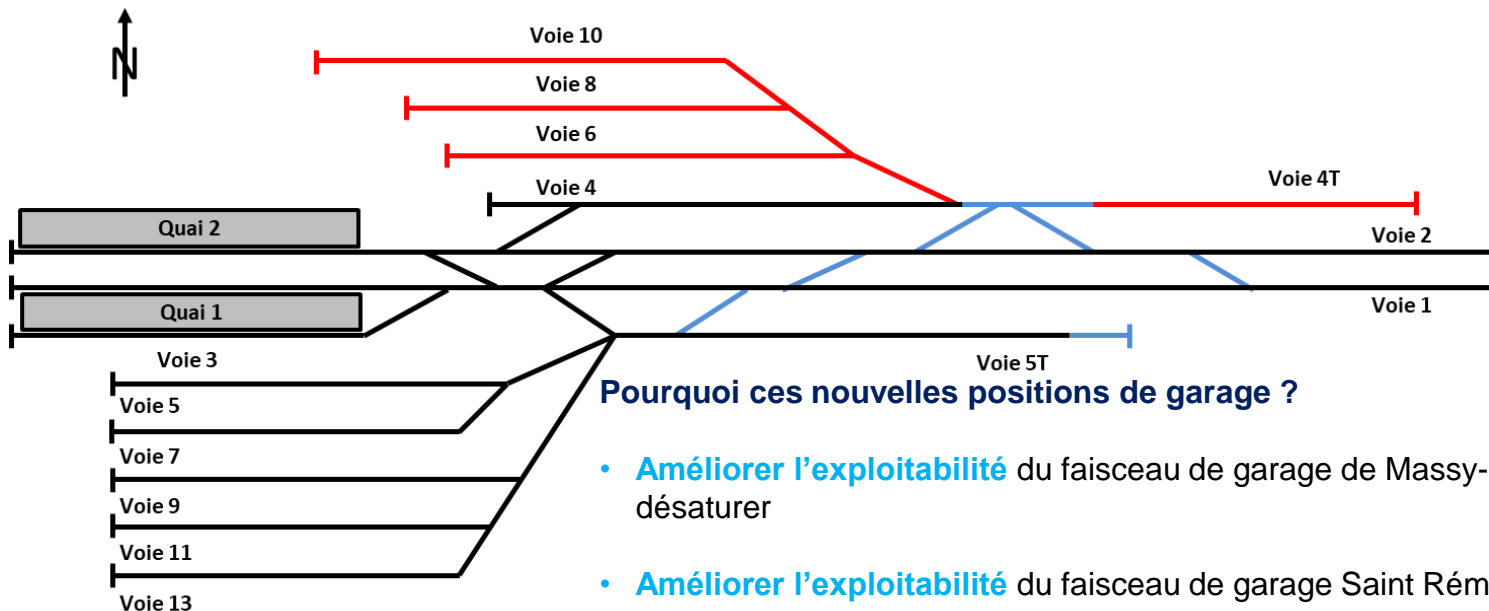 N
Voie 10
Voie 8
Voie 6
Voie 4
Voie 4T
Quai 2
Voie 2
Quai 1
Voie 1
Voie 3
Voie 5T
Pourquoi ces nouvelles positions de garage ?
Voie 5
Voie 7
• Améliorer l’exploitabilité du faisceau de garage de Massy-
désaturer
Voie 9
Voie 11
• Améliorer l’exploitabilité du faisceau de garage Saint Rém
Voie 13